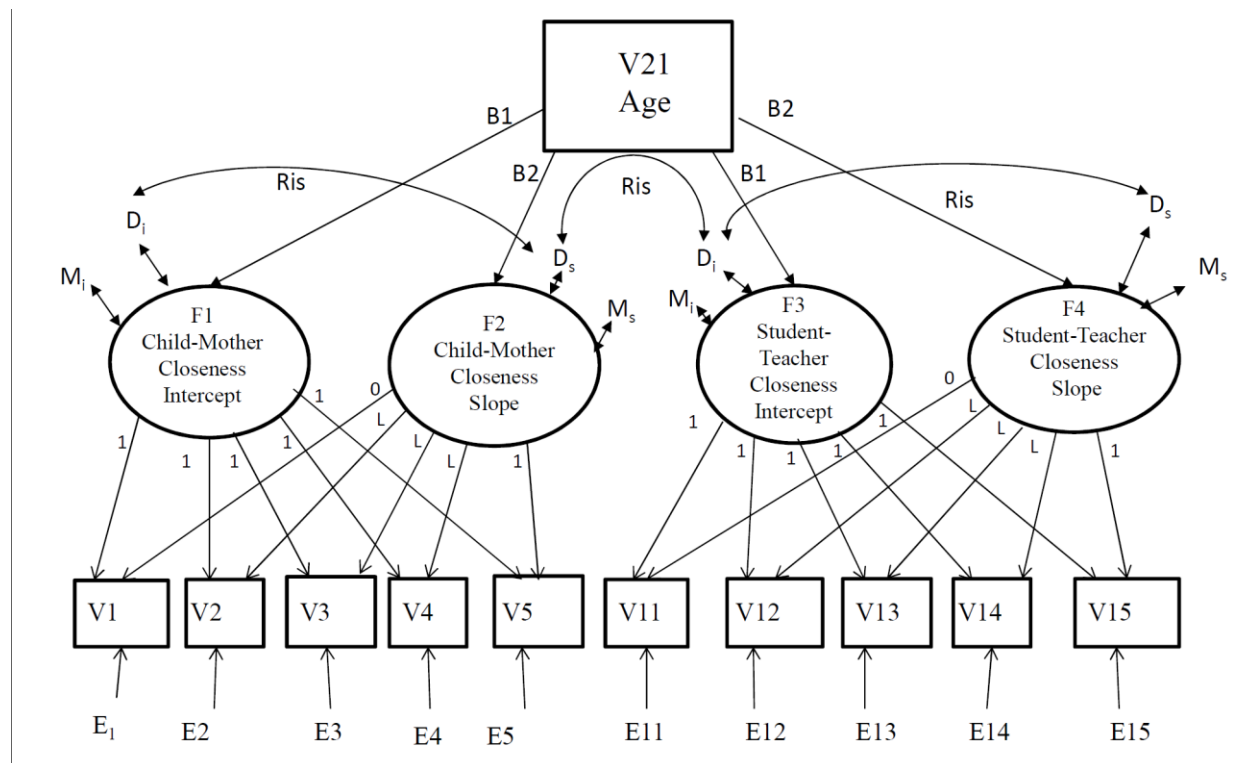 V21
Age
B1
B2
B2
B1
Ris
Ris
Ris
Di
Ds
Di
Ds
Mi
Ms
Mi
Ms
F1
Child-Mother
Closeness
Intercept
F2
Child-Mother
Closeness
Slope
F3
Student-
Teacher
Closeness
Intercept
F4
Student-Teacher
Closeness
Slope
1
1
1
1
1
0
L
L
L
1
1
1
1
1
1
0
L
L
L
1
V1
V2
V3
V4
V5
V11
V12
V13
V14
V15
E1
E2
E3
E4
E5
E11
E12
E13
E14
E15